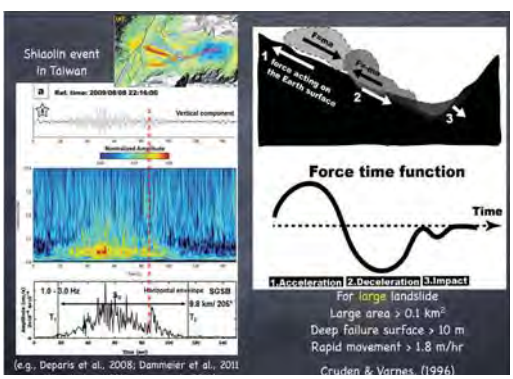 Shiaolin event
in Taiwan
a
Ref. time: 2009/08/08 22:16:00
Vertical component
Normalized Amplitude
1.0 - 3.0 Hz
Horizontal envelope
SGSB
9.8 km/ 206°
(e.g., Deparis et al., 2008; Dammeier et al., 2011
1
force acting on
the Earth surface
2
3
Force time function
Time
1.Acceleration 2.Deceleration 3.Impact
For large landslide
Large area > 0.1 km²
Deep failure surface > 10 m
Rapid movement > 1.8 m/hr
Cruden & Varnes, (1996)